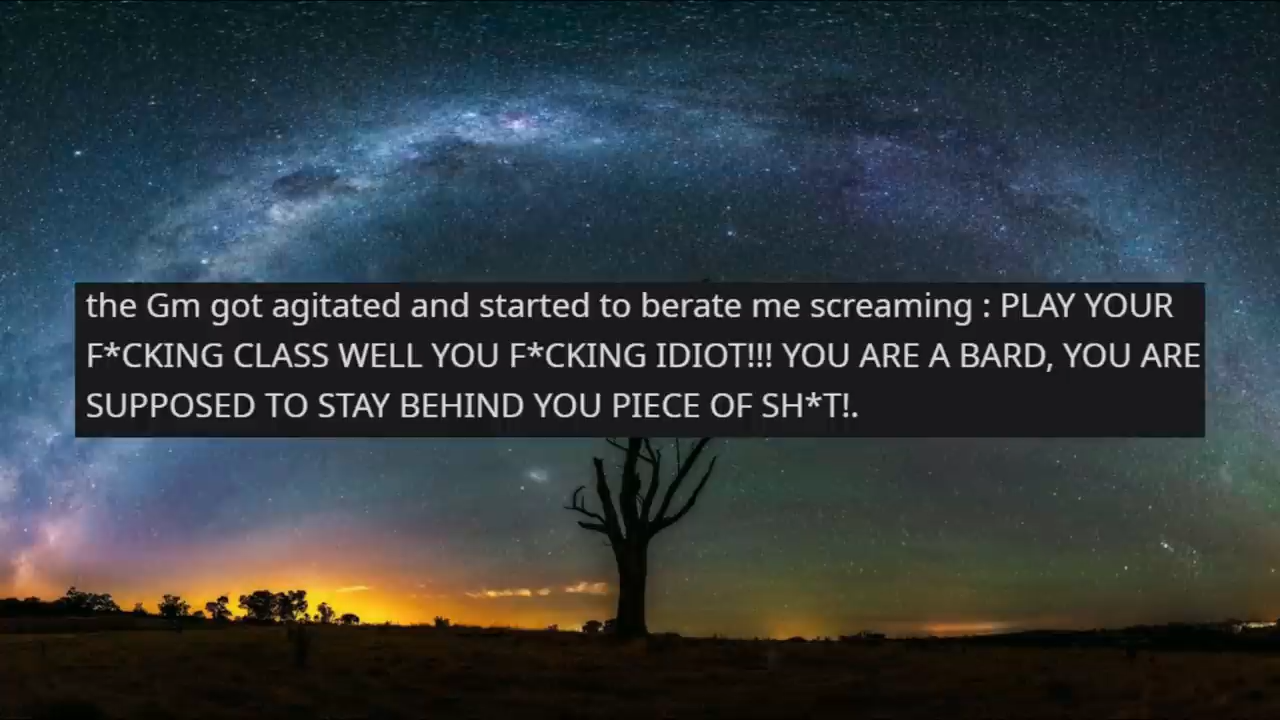 the Gm got agitated and started to berate me screaming : PLAY YOUR
F*CKING CLASS WELL YOU F*CKING IDIOT!!! YOU ARE A BARD, YOU ARE
SUPPOSED TO STAY BEHIND YOU PIECE OF SH*T!.